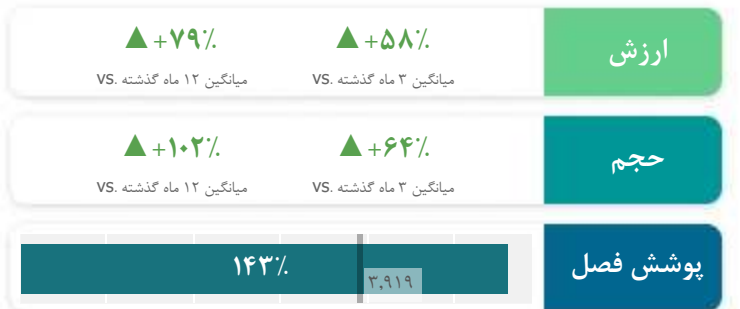 ارزش
▲+۵۸٪ ▲+۷۹٪
میانگین ۳ ماه گذشته .VS میانگین ۱۲ ماه گذشته .VS
حجم
▲+۶۴٪ ▲+۱۰۲٪
میانگین ۳ ماه گذشته .VS میانگین ۱۲ ماه گذشته .VS
پوشش فصل
۱۴۳٪
۳,۹۱۹